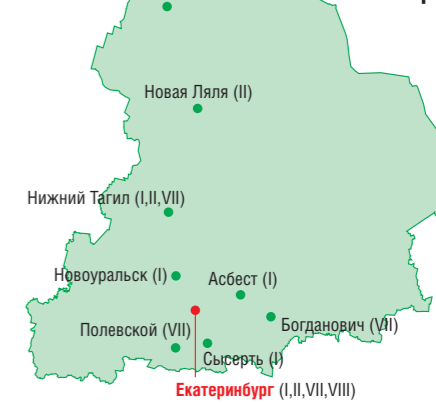 Новая Ляля (II)
Нижний Тагил (I,II,VII)
Новоуральск (I)
Асбест (I)
Богданович (VII)
Полевской (VII)
Сысерть (I)
Екатеринбург (I,II,VII,VIII)